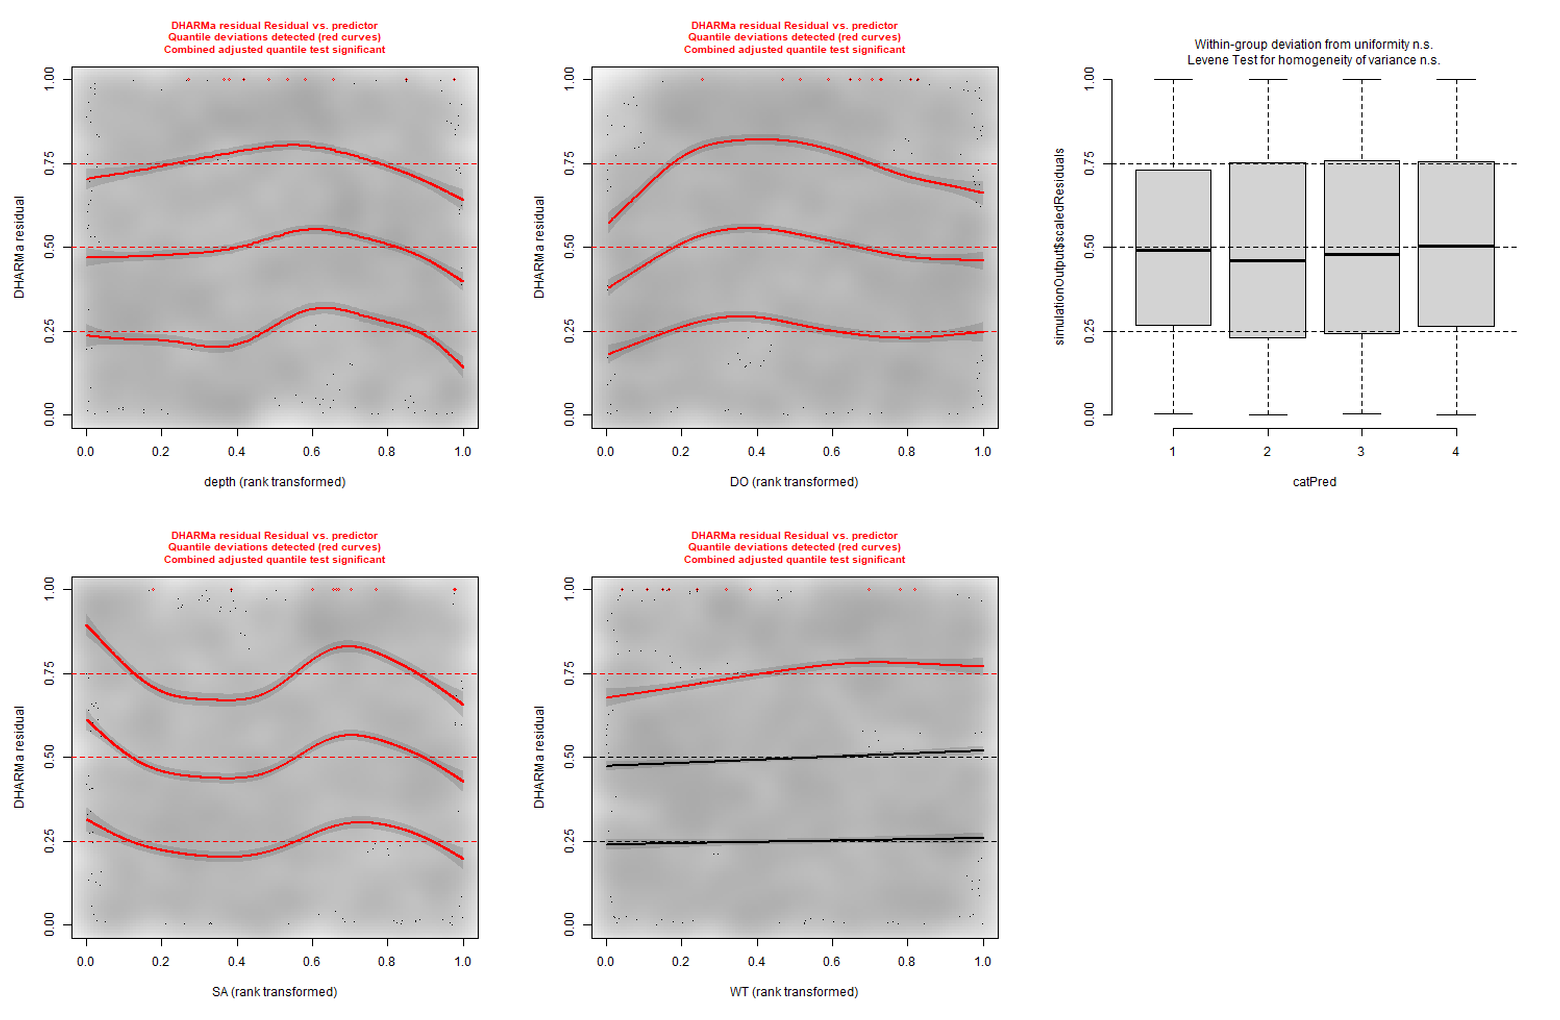 DHARMa residual Residual vs. predictor
Quantile deviations detected (red curves)
Combined adjusted quantile test significant
DHARMa residual
0.00
0.25
0.50
0.75
1.00
0.0 0.2 0.4 0.6 0.8 1.0
depth (rank transformed)
DHARMa residual Residual vs. predictor
Quantile deviations detected (red curves)
Combined adjusted quantile test significant
DHARMa residual
0.00
0.25
0.50
0.75
1.00
0.0 0.2 0.4 0.6 0.8 1.0
DO (rank transformed)
Within-group deviation from uniformity n.s.
Levene Test for homogeneity of variance n.s.
simulationOutput$scaledResiduals
0.00
0.25
0.50
0.75
1.00
1 2 3 4
catPred
DHARMa residual Residual vs. predictor
Quantile deviations detected (red curves)
Combined adjusted quantile test significant
DHARMa residual
0.00
0.25
0.50
0.75
1.00
0.0 0.2 0.4 0.6 0.8 1.0
SA (rank transformed)
DHARMa residual Residual vs. predictor
Quantile deviations detected (red curves)
Combined adjusted quantile test significant
DHARMa residual
0.00
0.25
0.50
0.75
1.00
0.0 0.2 0.4 0.6 0.8 1.0
WT (rank transformed)